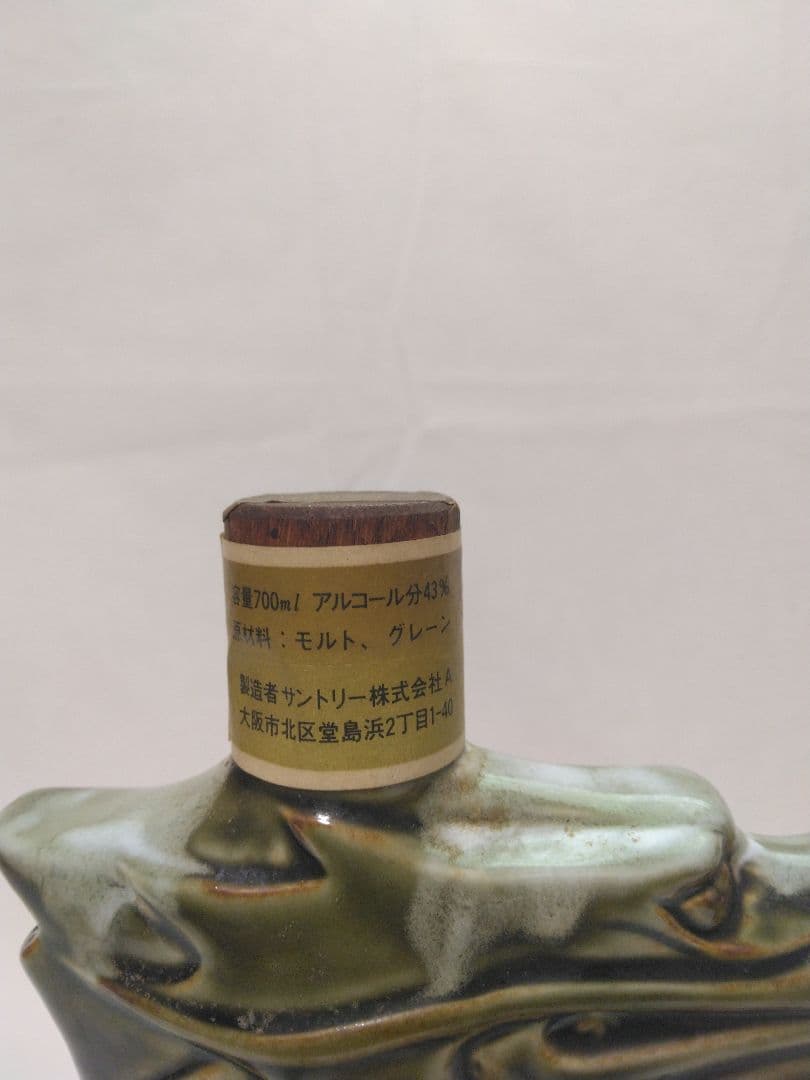 容量700ml アルコール分43%
原材料：モルト、グレーン
製造者サントリー株式会社A
大阪市北区堂島浜2丁目1-40